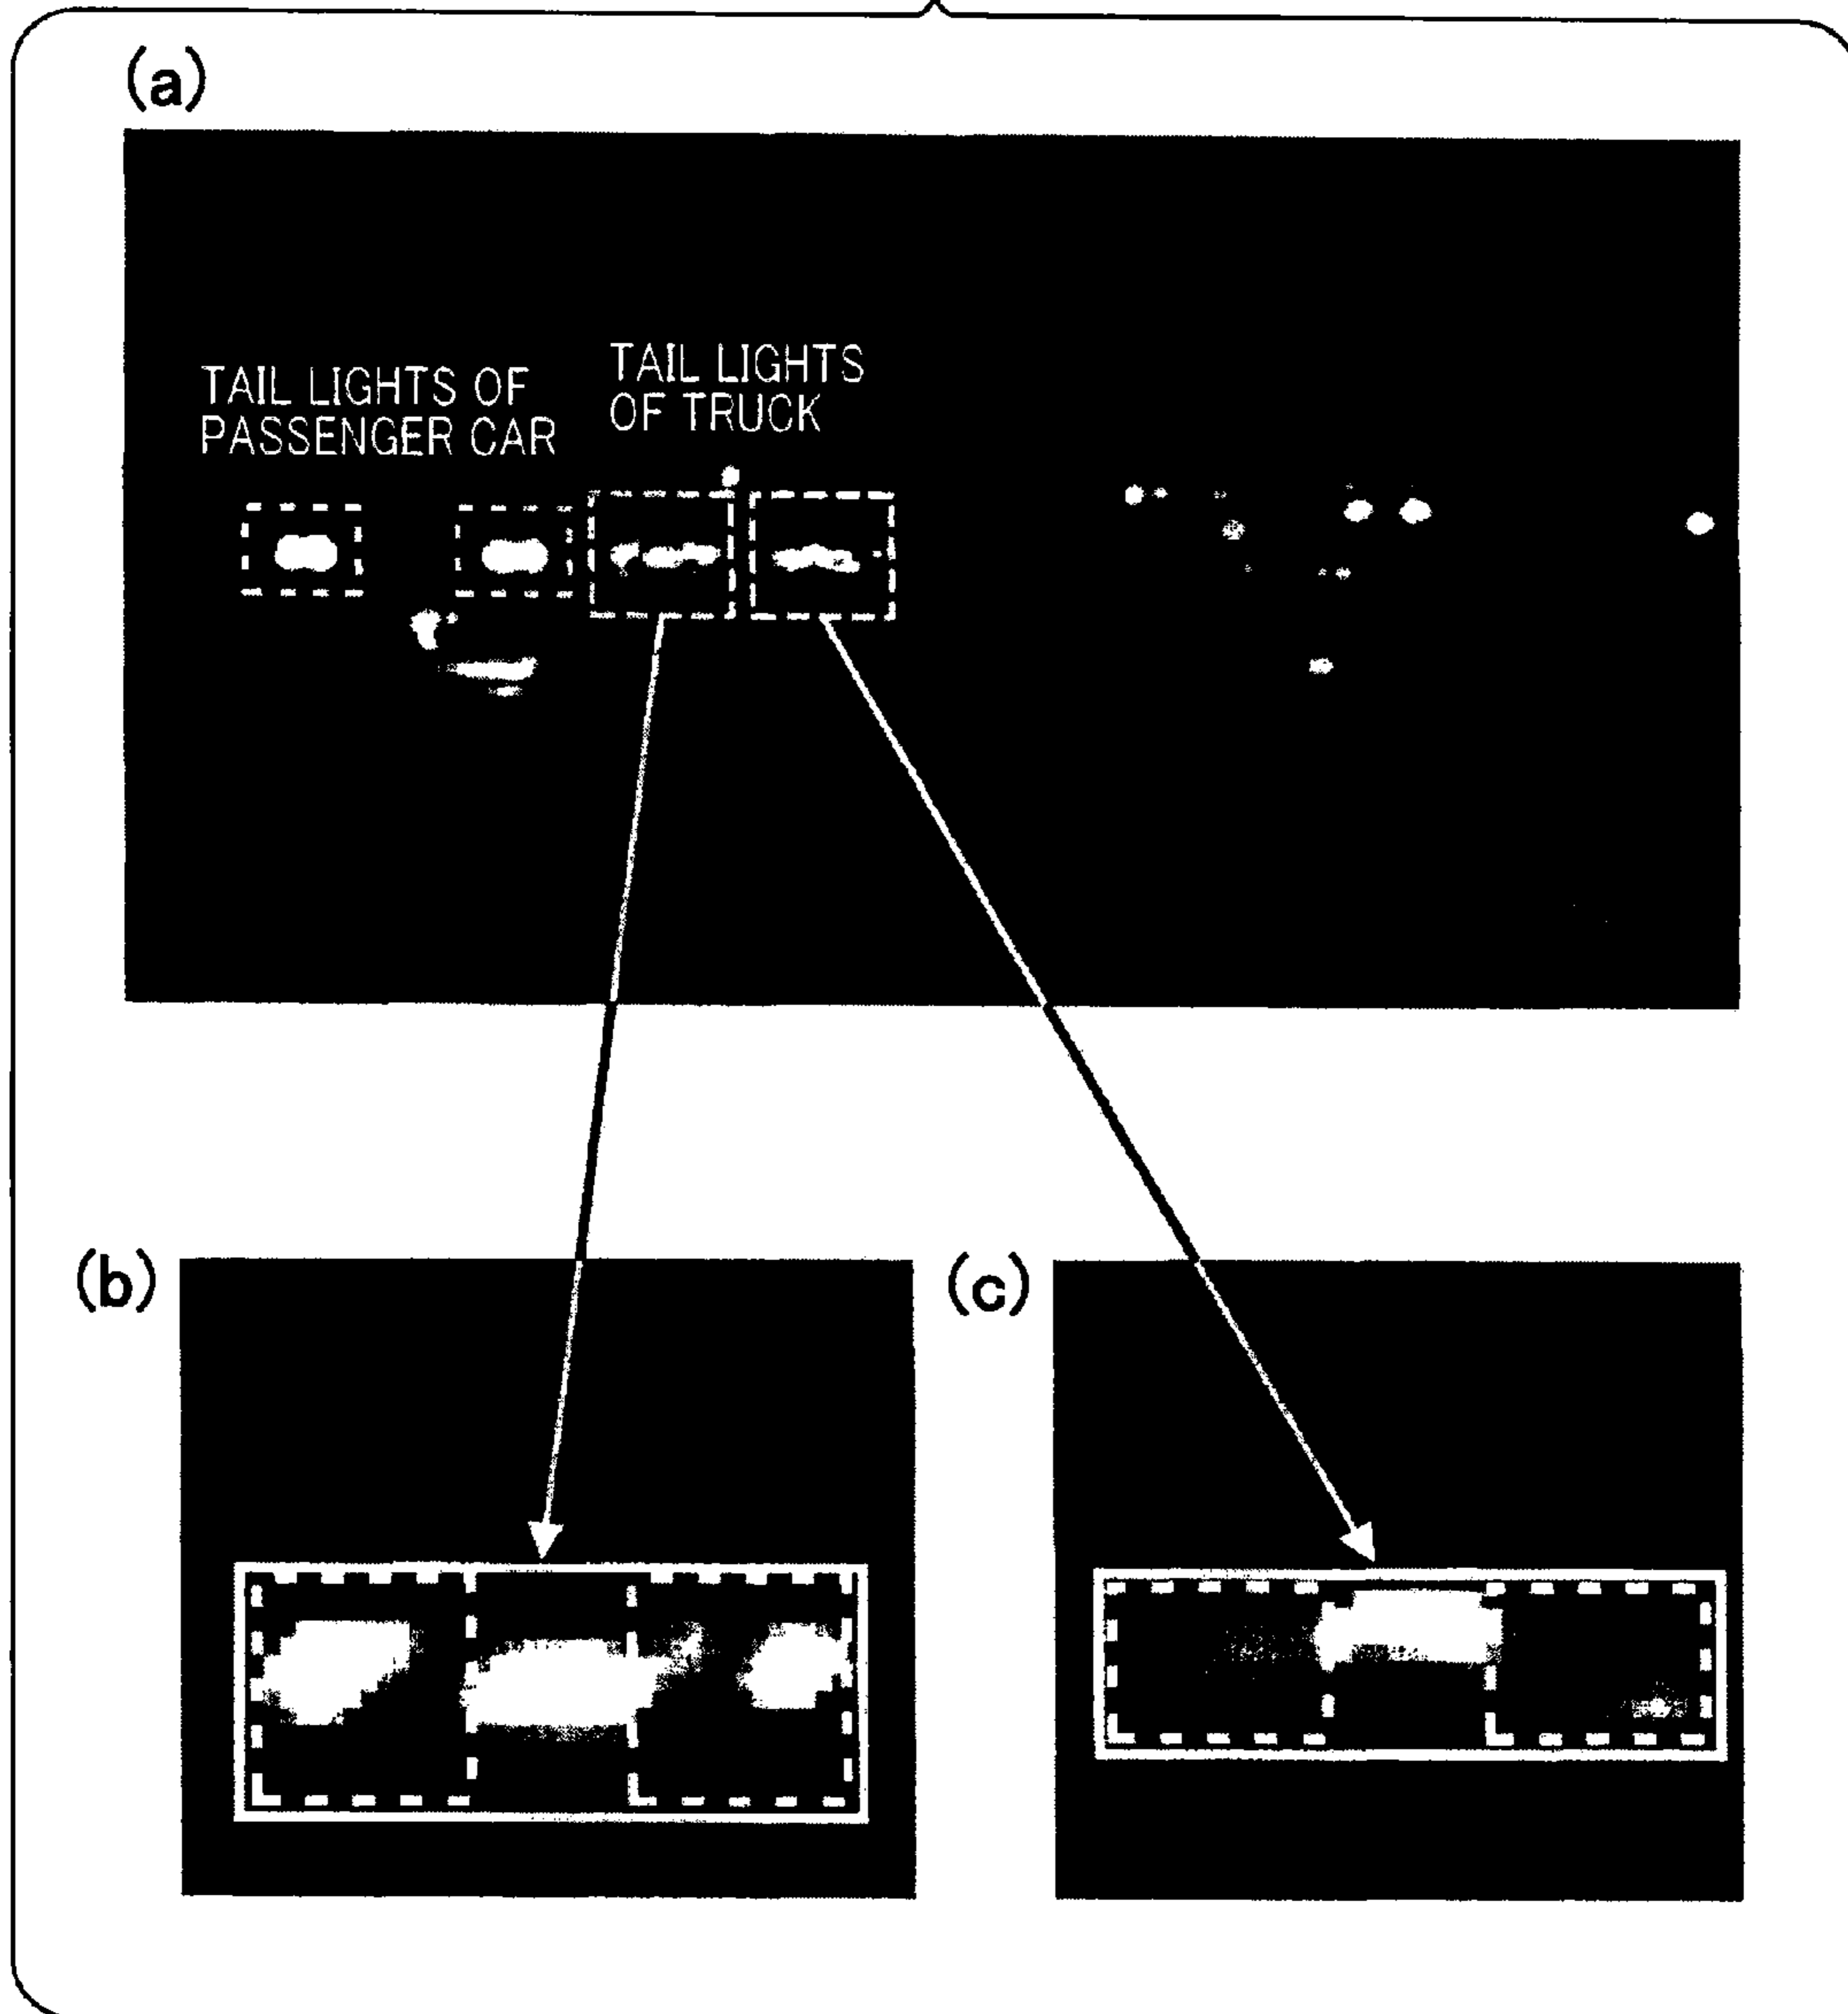 (a)
TAIL LIGHTS OF
PASSENGER CAR
TAIL LIGHTS
OF TRUCK
(b)
(c)